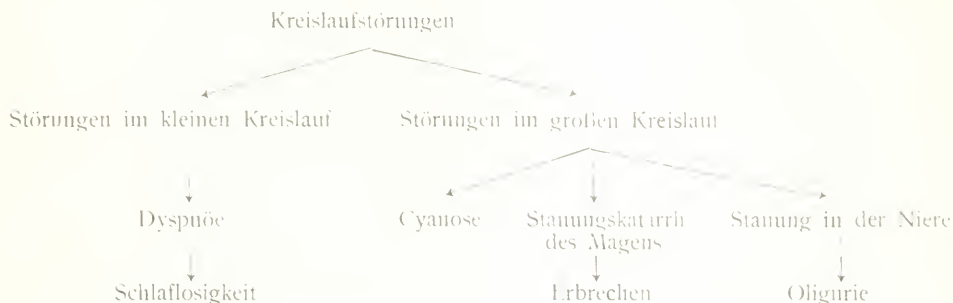 Kreislaufstörungen
Störungen im kleinen Kreislauf Störungen im großen Kreislauf
Dyspnöe Cyanose Stauungskatarrh Stauung in der Niere
des Magens
Schlaflosigkeit Erbrechen Oligurie